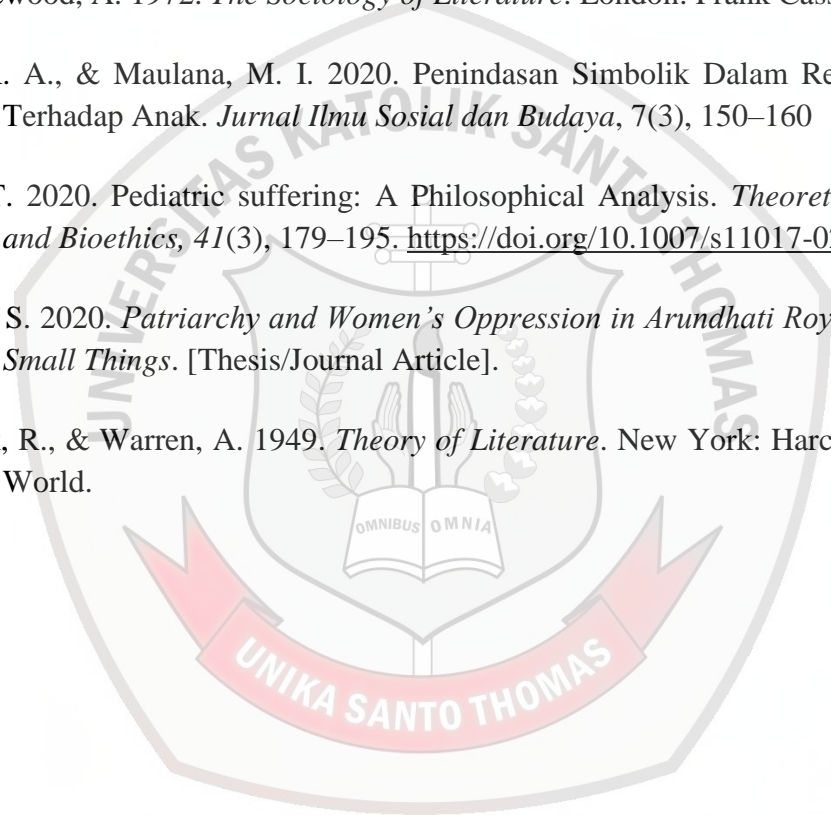 wood, A. 1972. The Sociology of Literature. London: Frank Cass
. A., & Maulana, M. I. 2020. Penindasan Simbolik Dalam Re
Terhadap Anak. Jurnal Ilmu Sosial dan Budaya, 7(3), 150–160
T. 2020. Pediatric suffering: A Philosophical Analysis. Theoret
and Bioethics, 41(3), 179–195. https://doi.org/10.1007/s11017-02
S. 2020. Patriarchy and Women's Oppression in Arundhati Roy
Small Things. [Thesis/Journal Article].
, R., & Warren, A. 1949. Theory of Literature. New York: Harc
World.
UNIVERSITAS KATOLIK SANTO THOMAS
OMNIBUS OMNIA
UNIKA SANTO THOMAS